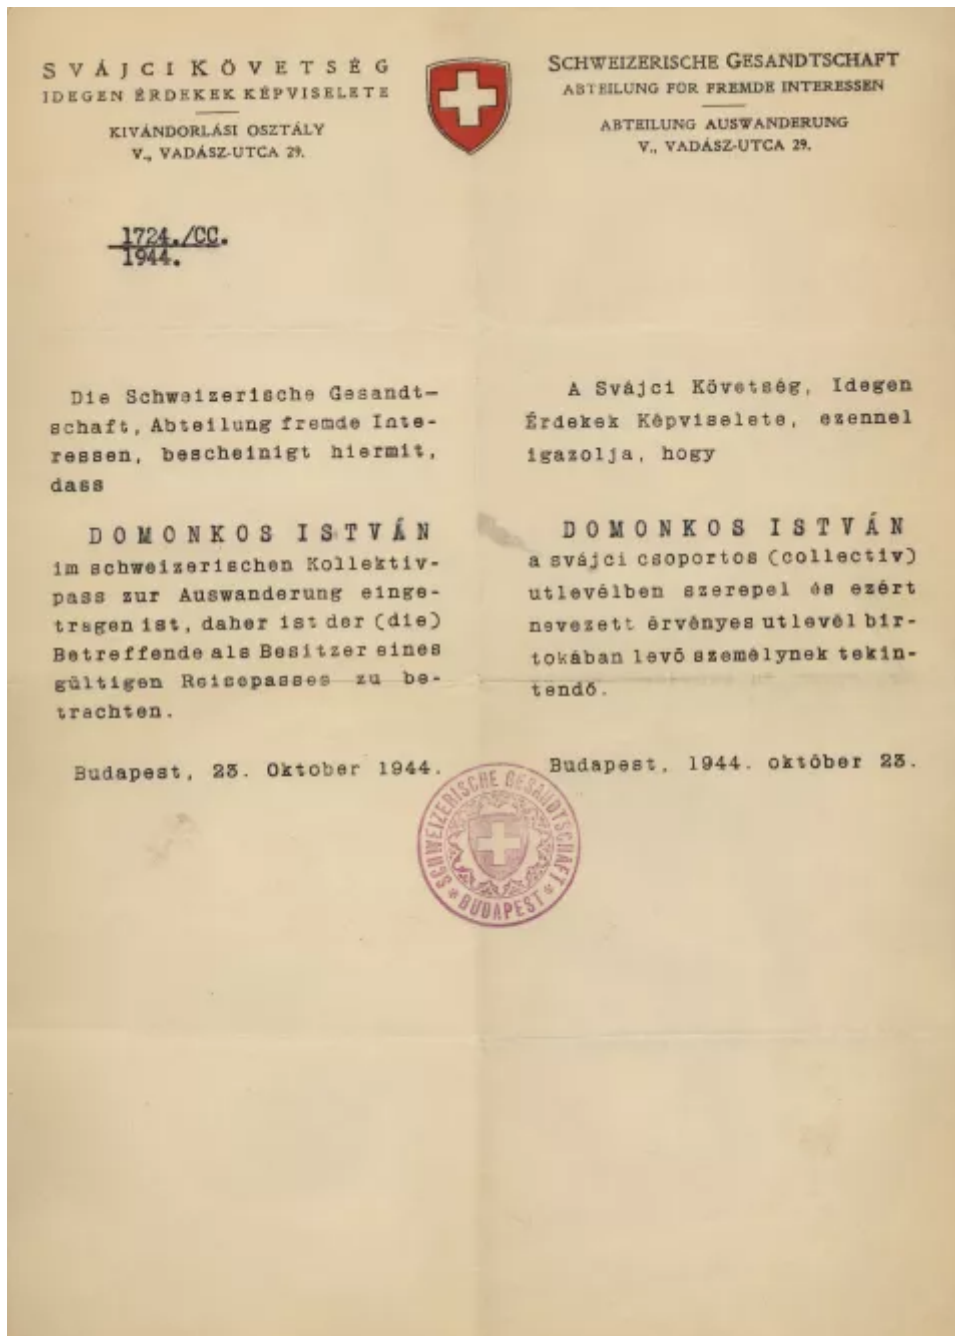 SVÁJCI KÖVETSÉG
IDEGEN ÉRDEKEK KÉPVISELETE
KIVÁNDORLÁSI OSZTÁLY
V., VADÁSZ-UTCA 29.
SCHWEIZERISCHE GESANDTSCHAFT
ABTEILUNG FÜR FREMDE INTERESSEN
ABTEILUNG AUSWANDERUNG
V., VADÁSZ-UTCA 29.
1724./CC.
1944.
Die Schweizerische Gesandt-
schaft, Abteilung fremde Inte-
ressen, bescheinigt hiermit,
dass
DOMONKOS ISTVÁN
im schweizerischen Kollektiv-
pass zur Auswanderung einge-
tragen ist, daher ist der (die)
Betreffende als Besitzer eines
gültigen Reisepasses zu be-
trachten.
Budapest, 23. Oktober 1944.
A Svájci Követség, Idegen
Érdekek Képviselete, ezennel
igazolja, hogy
DOMONKOS ISTVÁN
a svájci csoportos (collectiv)
utlevélben szerepel és ezért
nevezett érvényes utlevél bir-
tokában levő személynek tekin-
tendő.
Budapest, 1944. október 23.
SCHWEIZERISCHE GESANDTSCHAFT
* BUDAPEST *